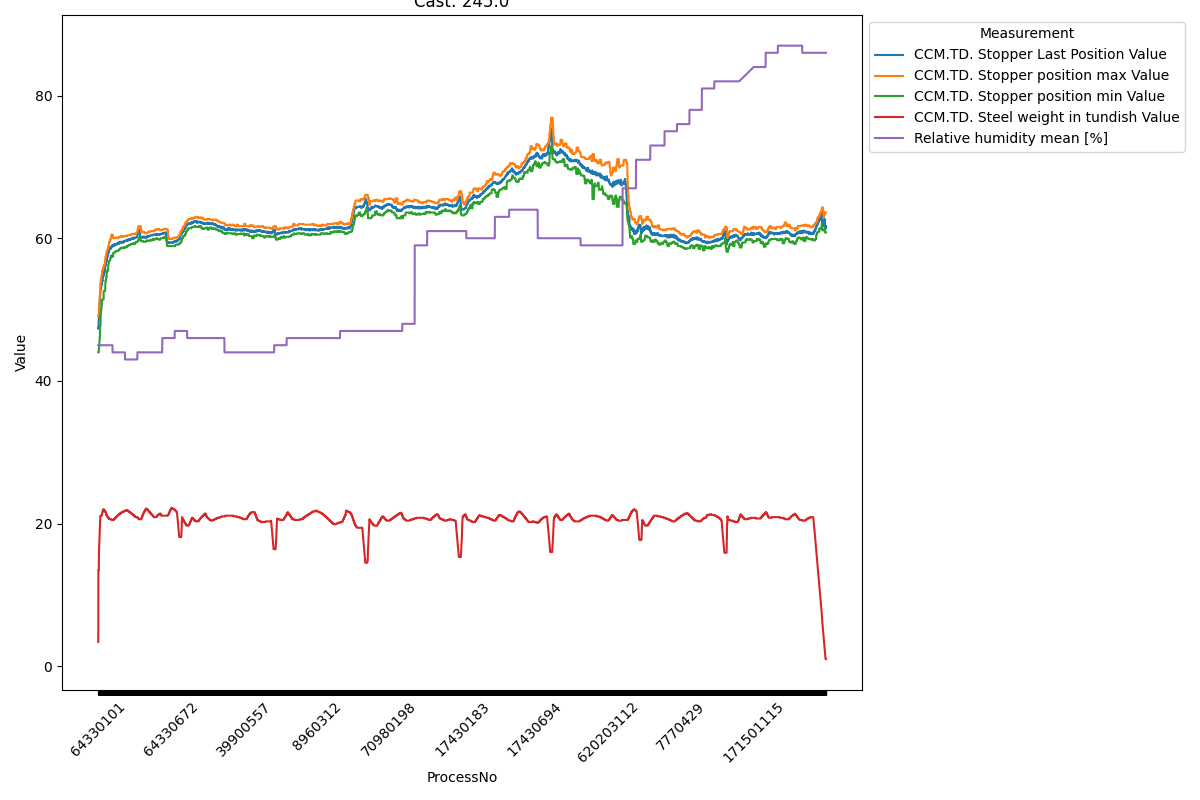 Cast: 245.0
Measurement
CCM.TD. Stopper Last Position Value
CCM.TD. Stopper position max Value
CCM.TD. Stopper position min Value
CCM.TD. Steel weight in tundish Value
Relative humidity mean [%]
80
60
40
20
0
Value
64330101
64330672
39900557
8960312
70980198
17430183
17430694
620203112
7770429
171501115
ProcessNo